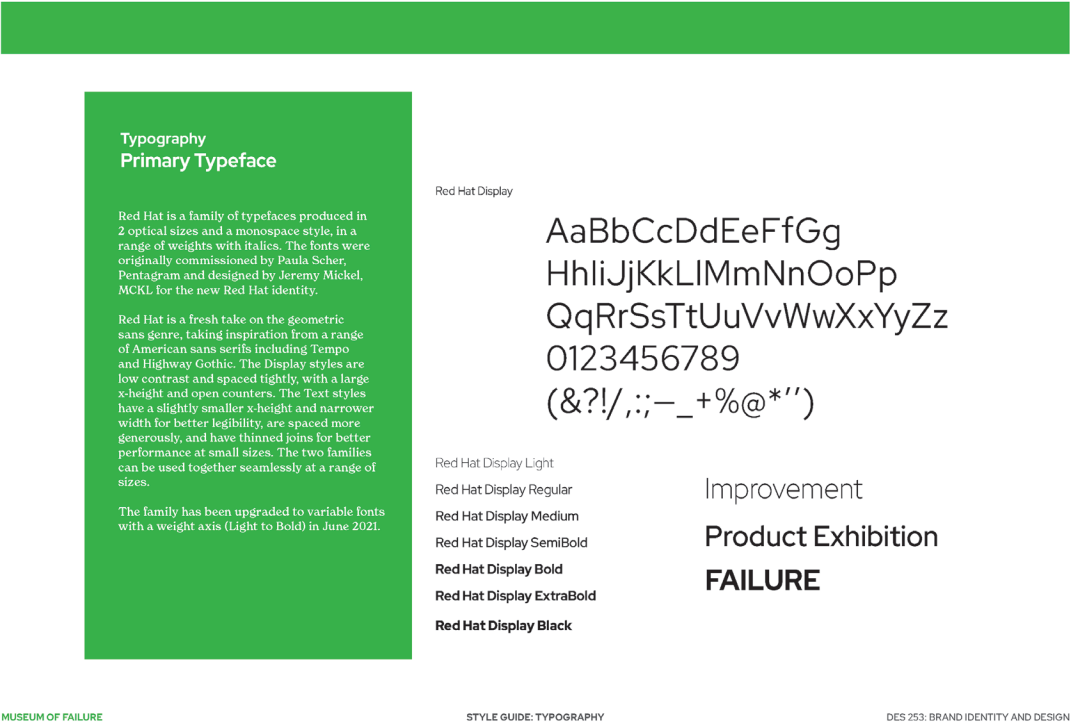 Typography
Primary Typeface
Red Hat is a family of typefaces produced in
2 optical sizes and a monospace style, in a
range of weights with italics. The fonts were
originally commissioned by Paula Scher,
Pentagram and designed by Jeremy Mickel,
MCKL for the new Red Hat identity.
Red Hat is a fresh take on the geometric
sans genre, taking inspiration from a range
of American sans serifs including Tempo
and Highway Gothic. The Display styles are
low contrast and spaced tightly, with a large
x-height and open counters. The Text styles
have a slightly smaller x-height and narrower
width for better legibility, are spaced more
generously, and have thinned joins for better
performance at small sizes. The two families
can be used together seamlessly at a range of
sizes.
The family has been upgraded to variable fonts
with a weight axis (Light to Bold) in June 2021.
Red Hat Display
AaBbCcDdEeFfGg
HhIiJjKkLlMmNnOoPp
QqRrSsTtUuVvWwXxYyZz
0123456789
(&?!/,:;—_+%@*’’)
Red Hat Display Light
Red Hat Display Regular
Red Hat Display Medium
Red Hat Display SemiBold
Red Hat Display Bold
Red Hat Display ExtraBold
Red Hat Display Black
Improvement
Product Exhibition
FAILURE
MUSEUM OF FAILURE
STYLE GUIDE: TYPOGRAPHY
DES 253: BRAND IDENTITY AND DESIGN